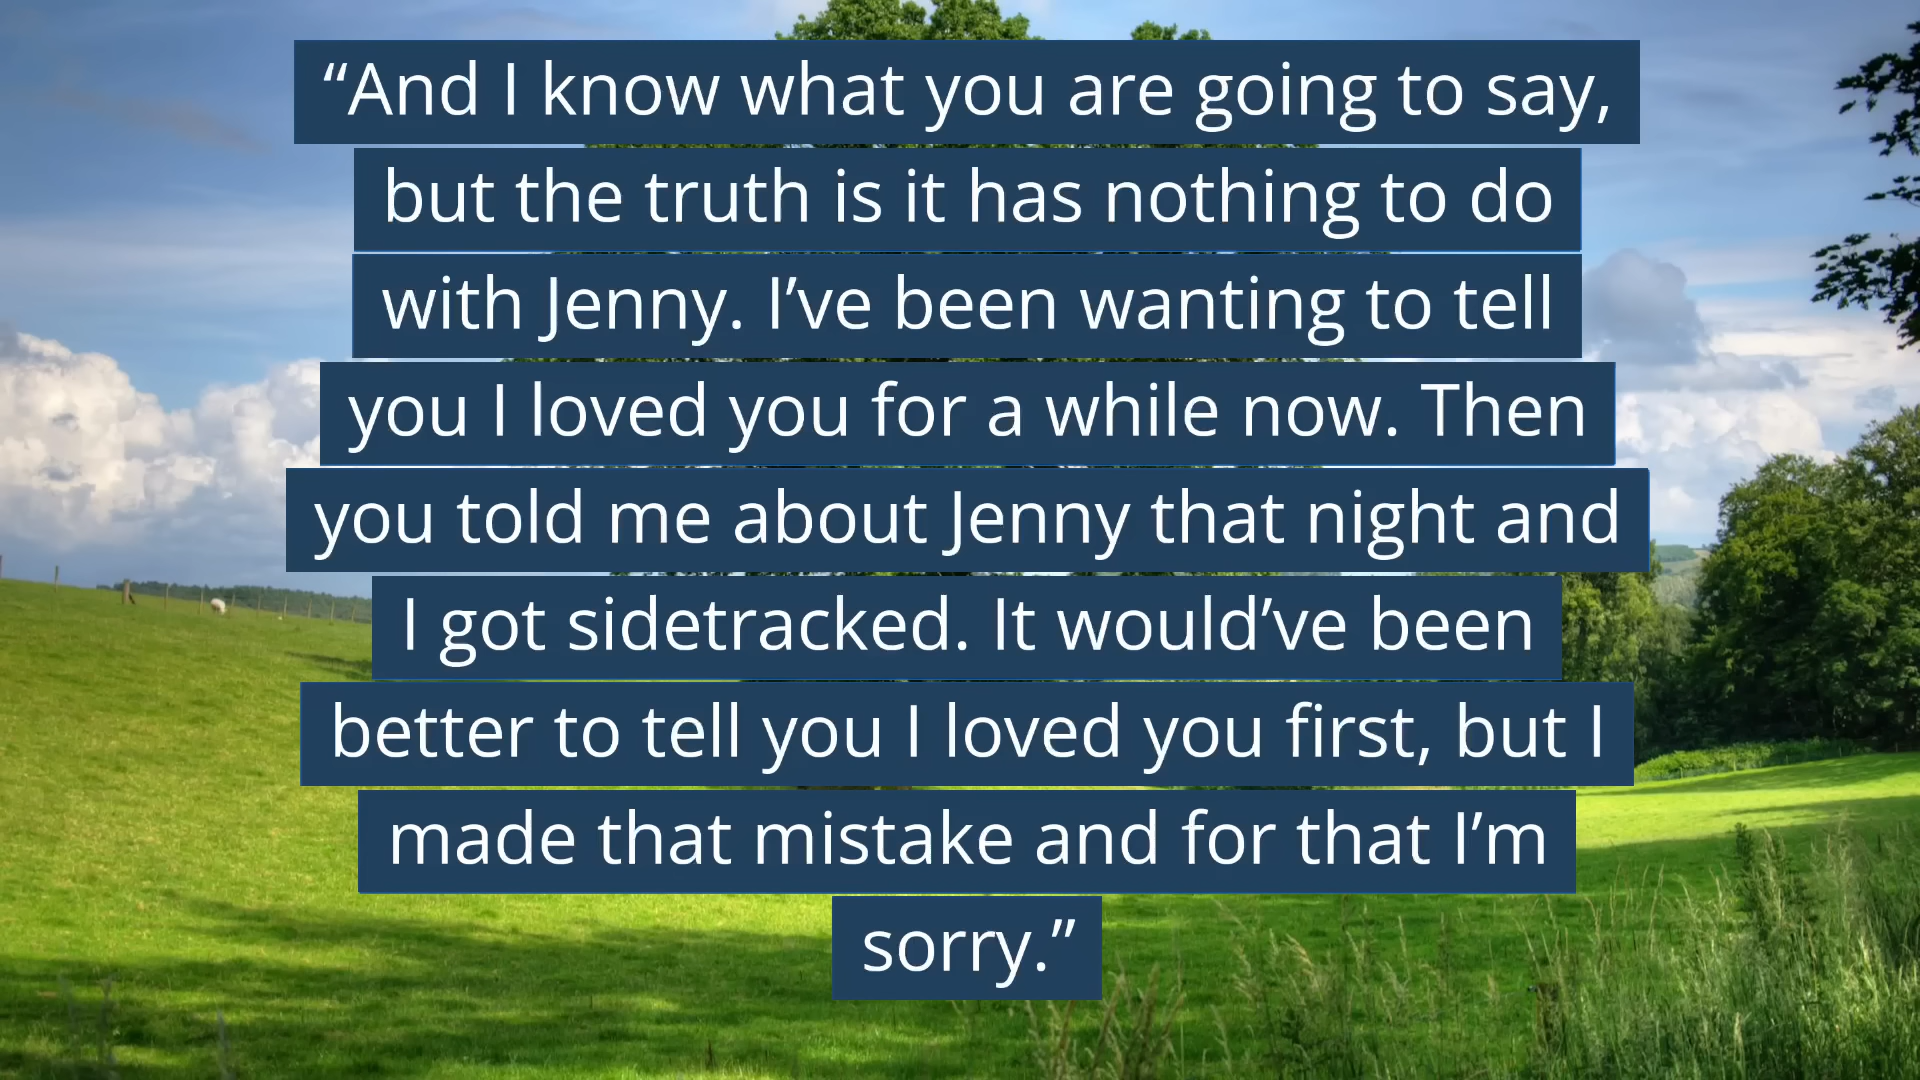 “And I know what you are going to say,
but the truth is it has nothing to do
with Jenny. I’ve been wanting to tell
you I loved you for a while now. Then
you told me about Jenny that night and
I got sidetracked. It would’ve been
better to tell you I loved you first, but I
made that mistake and for that I’m
sorry.”